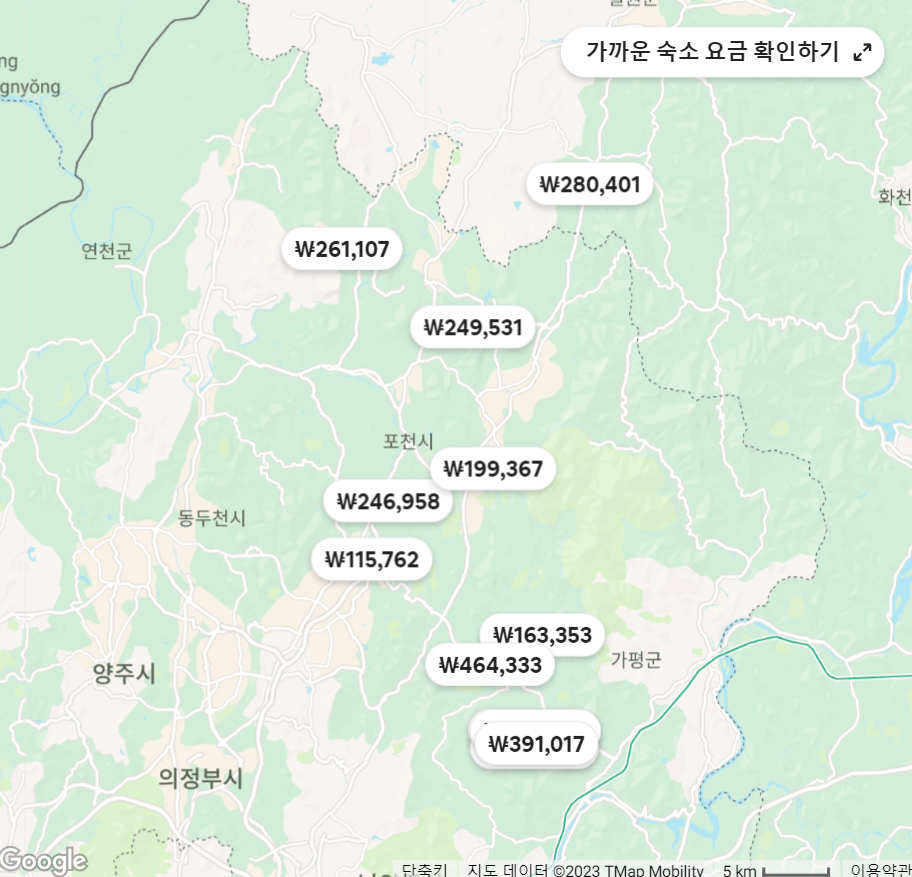 가까운 숙소 요금 확인하기
ng
gnyŏng
₩280,401
화천
연천군
₩261,107
₩249,531
포천시
₩199,367
₩246,958
동두천시
₩115,762
₩163,353
₩464,333
가평군
양주시
₩391,017
의정부시
Google
단축키 지도 데이터 ©2023 TMap Mobility 5 km 이용약관